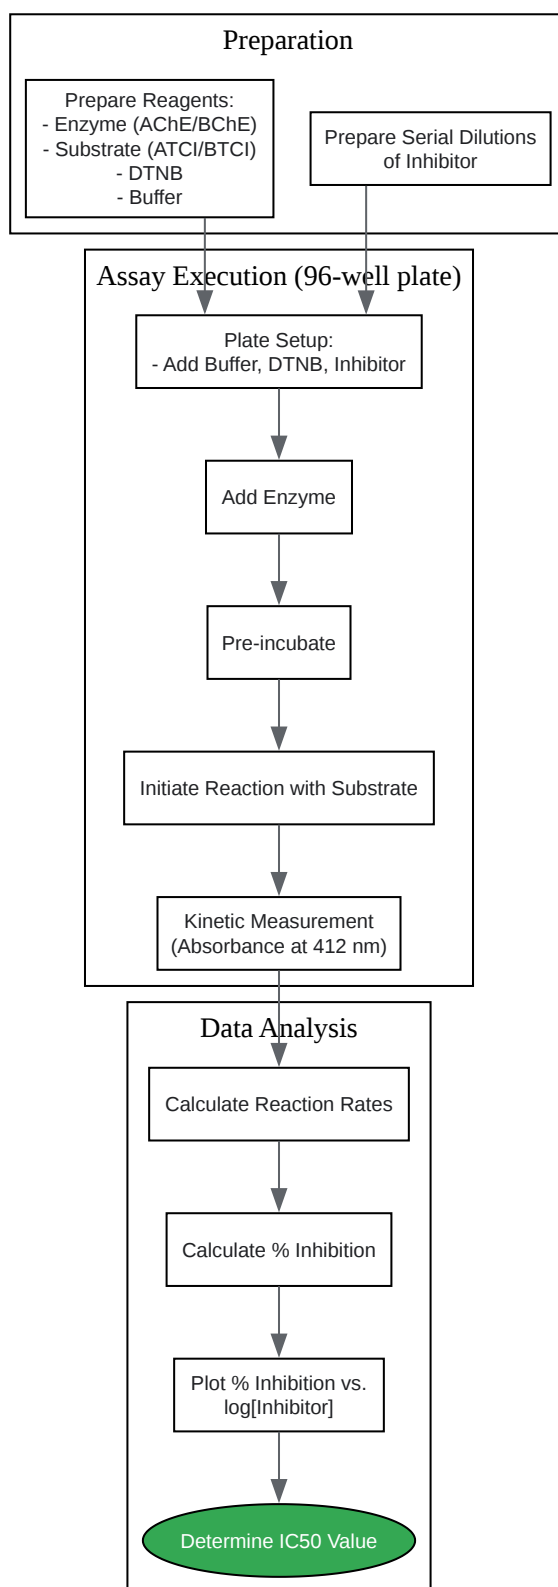 Preparation
Prepare Reagents:
- Enzyme (AChE/BChE)
- Substrate (ATCI/BTCI)
- DTNB
- Buffer
Prepare Serial Dilutions
of Inhibitor
Assay Execution (96-well plate)
Plate Setup:
- Add Buffer, DTNB, Inhibitor
Add Enzyme
Pre-incubate
Initiate Reaction with Substrate
Kinetic Measurement
(Absorbance at 412 nm)
Data Analysis
Calculate Reaction Rates
Calculate % Inhibition
Plot % Inhibition vs.
log[Inhibitor]
Determine IC50 Value